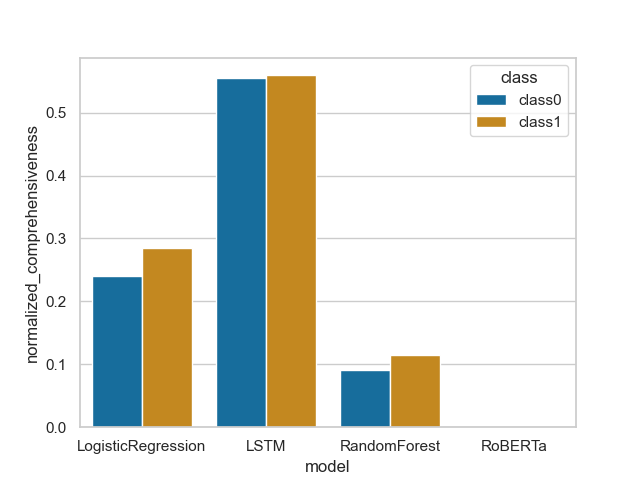 class
class0
class1
normalized_comprehensiveness
0.5
0.4
0.3
0.2
0.1
0.0
LogisticRegression LSTM RandomForest RoBERTa
model